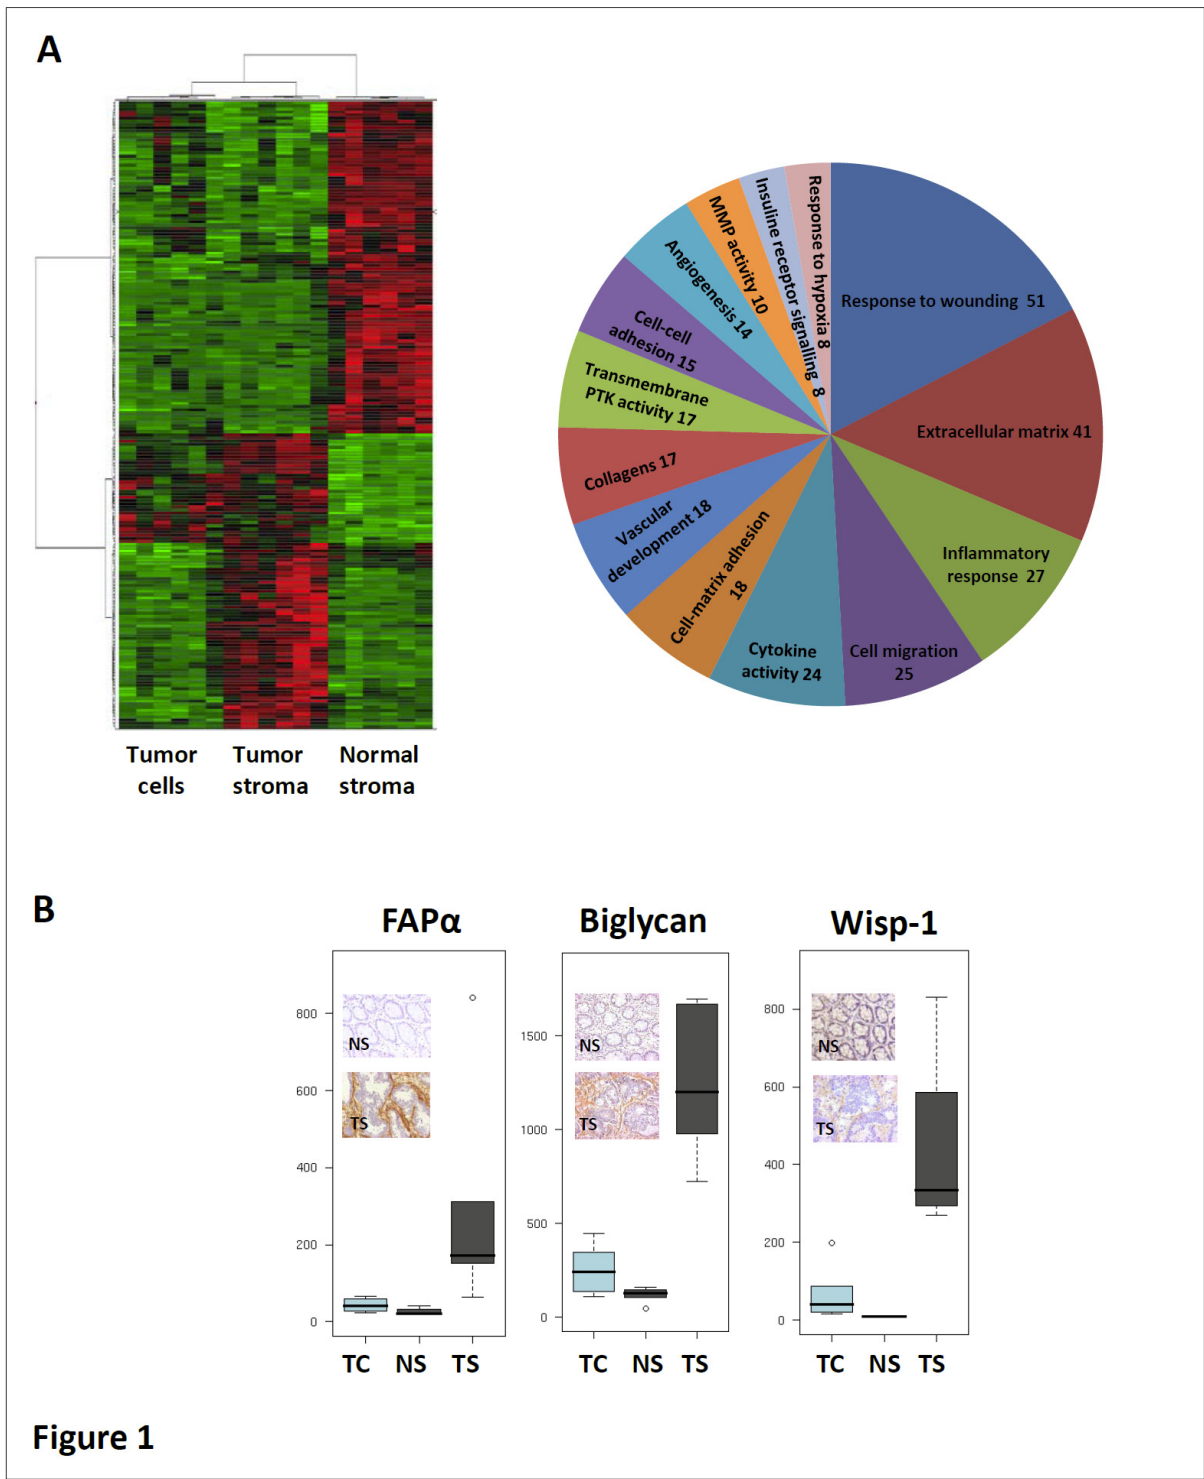 A
Tumor
cells
Tumor
stroma
Normal
stroma
Response to wounding 51
Extracellular matrix 41
Inflammatory
response 27
Cell migration
25
Cytokine
activity 24
Cell-matrix adhesion
18
Vascular
development 18
Collagens 17
Transmembrane
PTK activity 17
Cell-cell
adhesion 15
Angiogenesis 14
MMP activity 10
Insuline receptor signalling 8
Response to hypoxia 8
B
FAPα
800
600
400
200
0
NS
TS
TC NS TS
Biglycan
1500
1000
500
0
NS
TS
TC NS TS
Wisp-1
800
600
400
200
0
NS
TS
TC NS TS
Figure 1